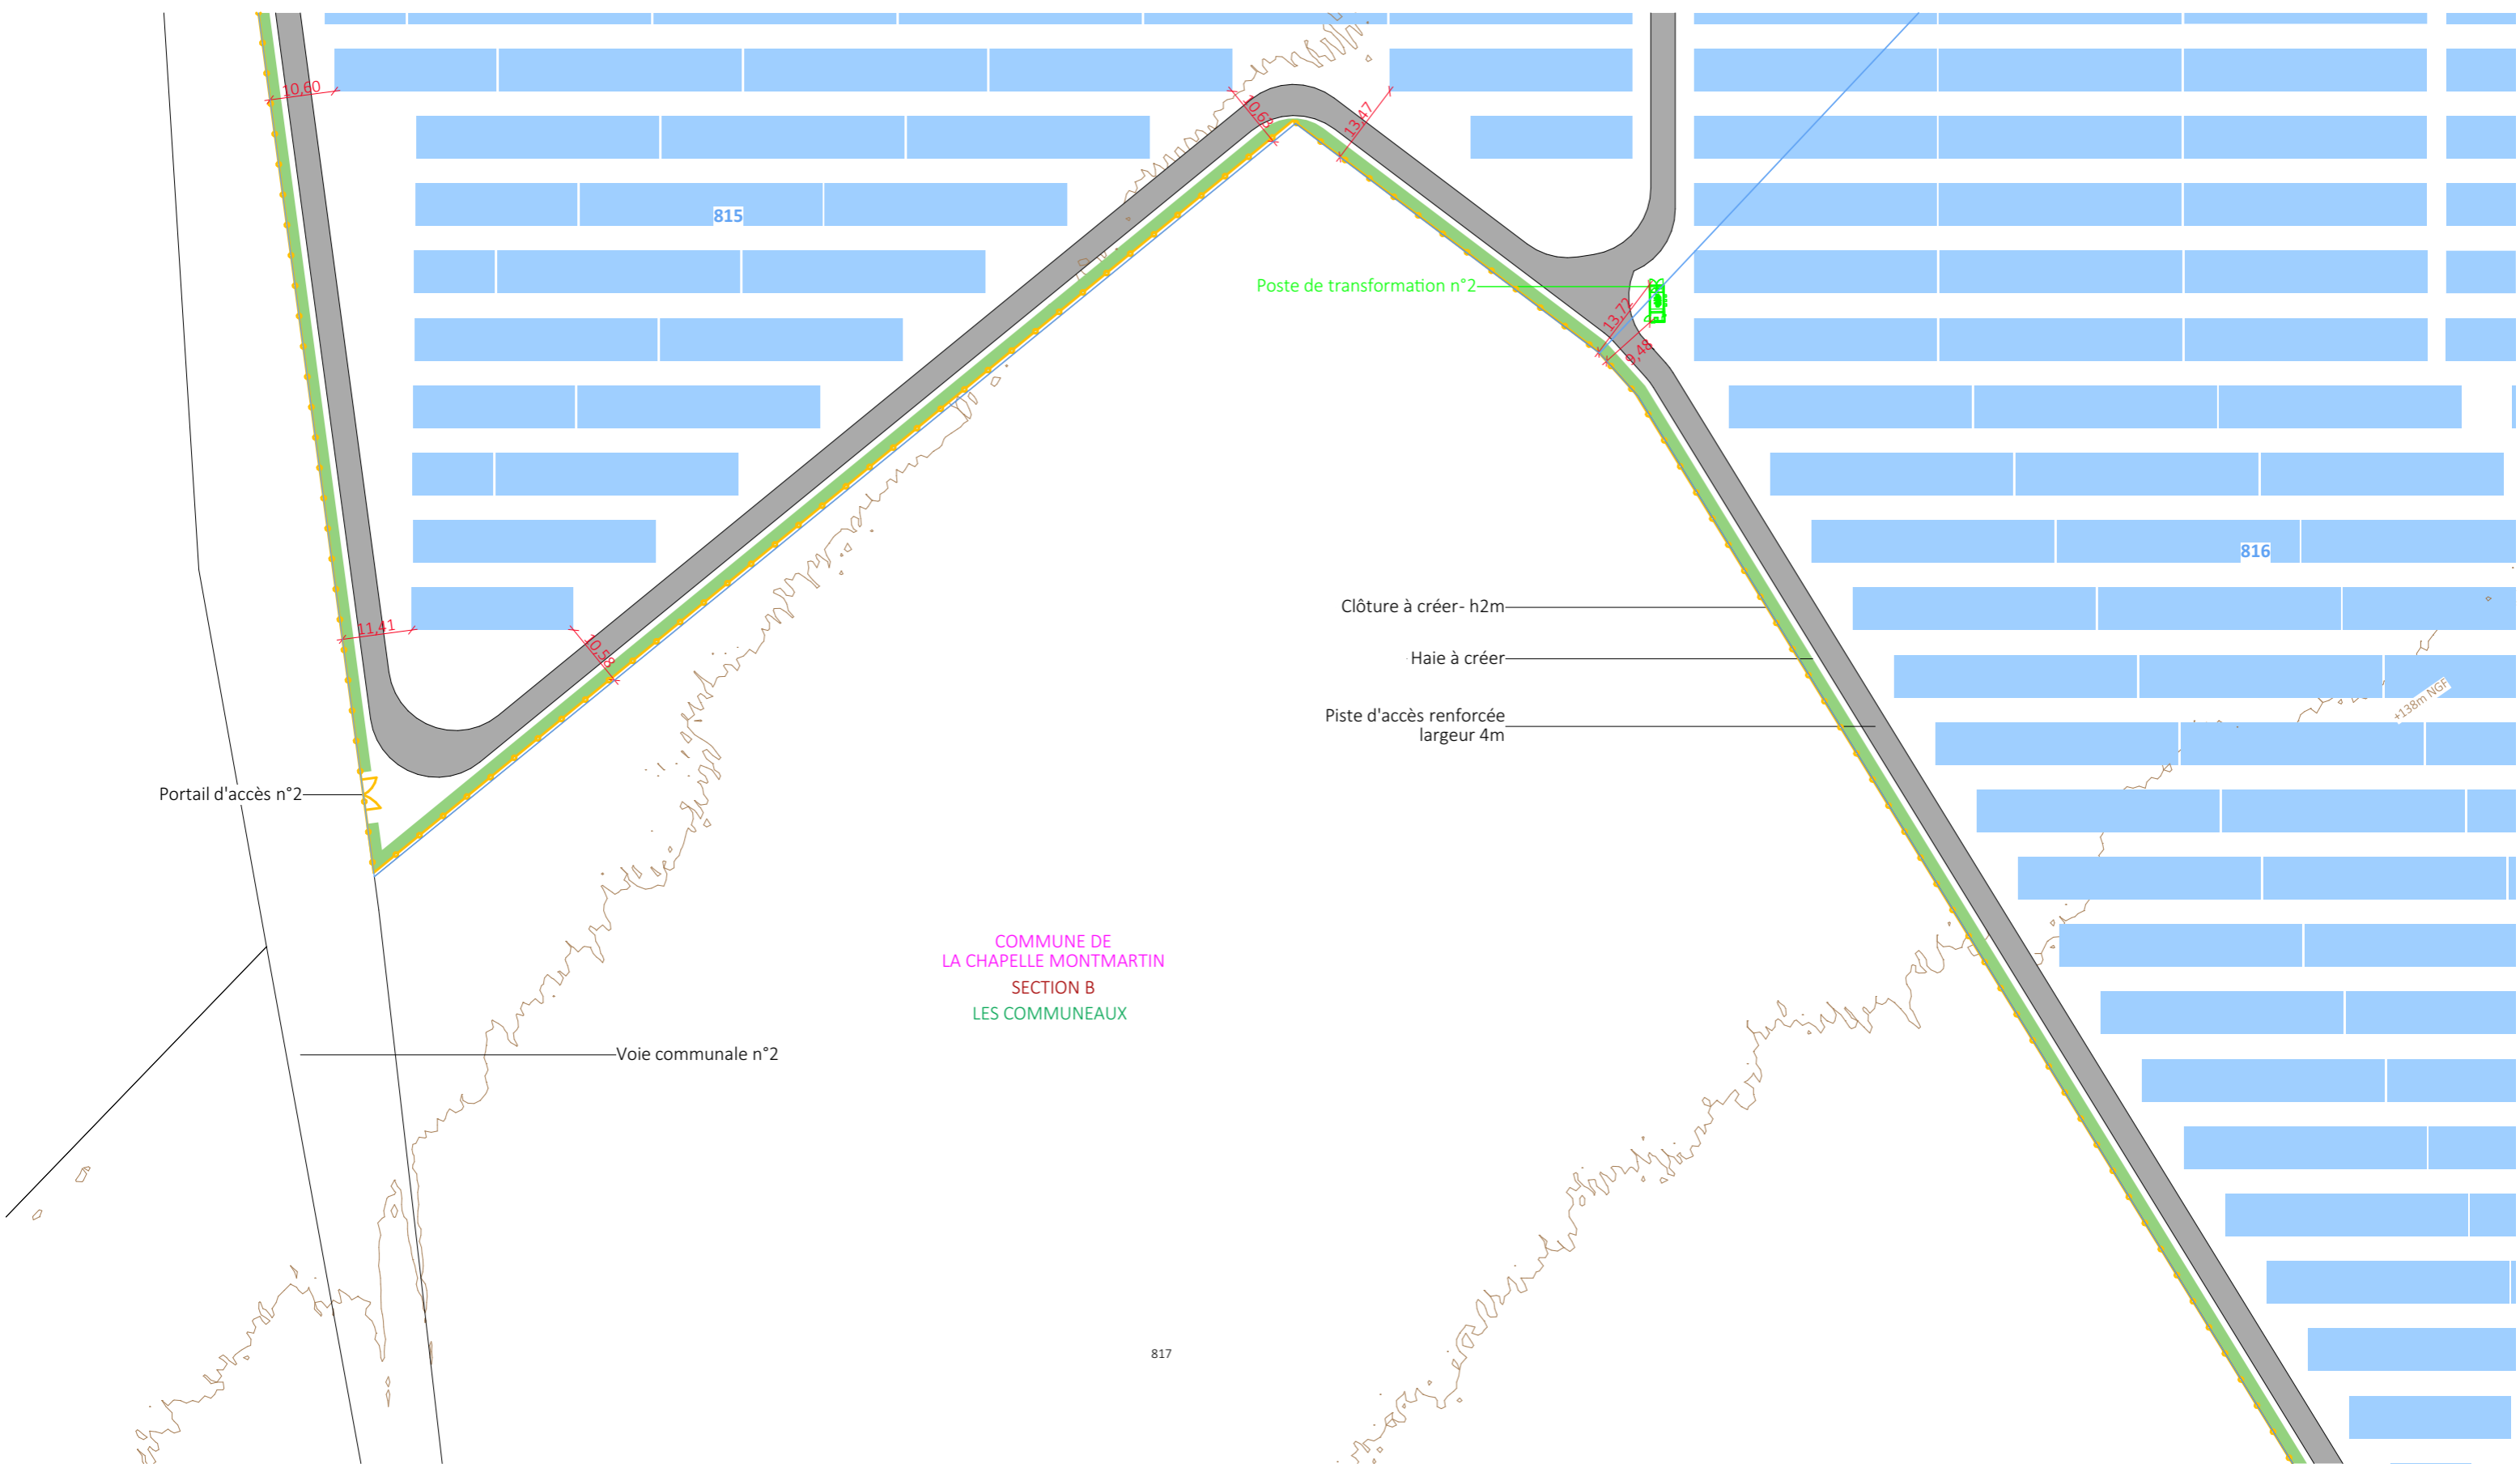 10,60
10,63
13,47
815
Poste de transformation n°2
13,72
9,48
816
Clôture à créer- h2m
11,41
10,58
Haie à créer
+138m NGF
Piste d'accès renforcée
largeur 4m
Portail d'accès n°2
COMMUNE DE
LA CHAPELLE MONTMARTIN
SECTION B
LES COMMUNEAUX
Voie communale n°2
817